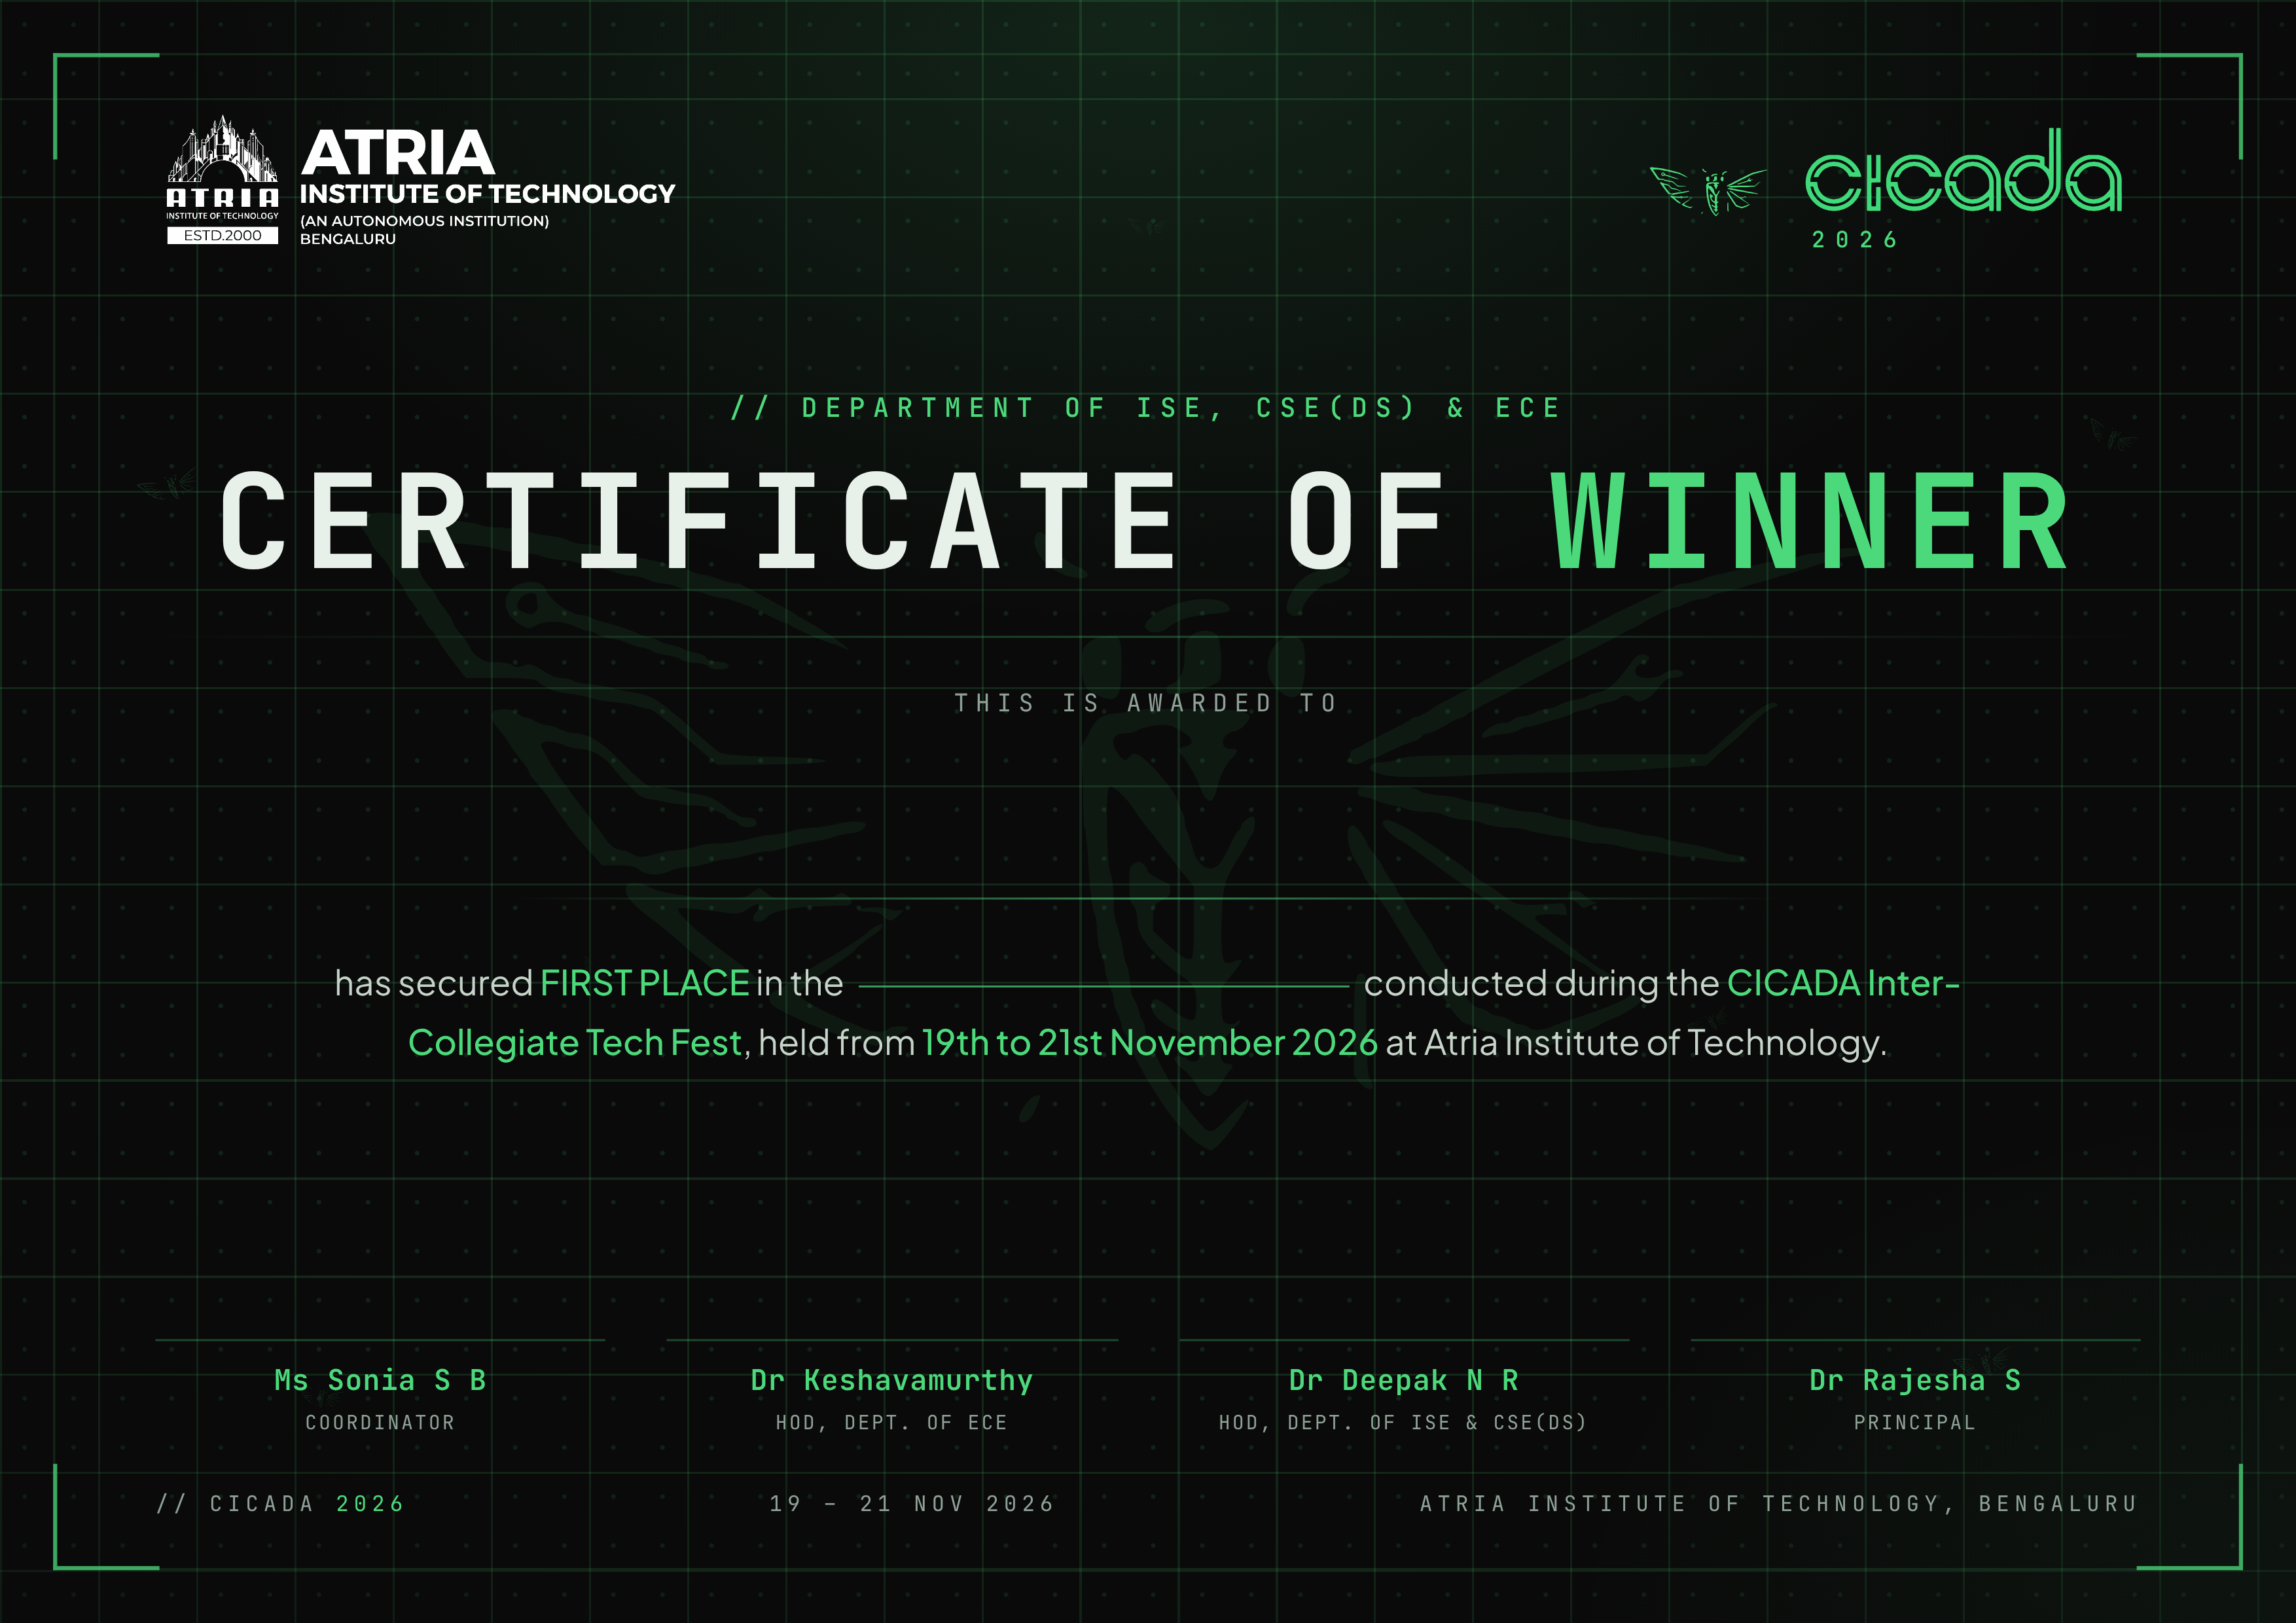 ATRIA
INSTITUTE OF TECHNOLOGY
ESTD.2000
ATRIA
INSTITUTE OF TECHNOLOGY
(AN AUTONOMOUS INSTITUTION)
BENGALURU
cicada
2026
// DEPARTMENT OF ISE, CSE(DS) & ECE
CERTIFICATE OF WINNER
THIS IS AWARDED TO
has secured FIRST PLACE in the conducted during the CICADA Inter-
Collegiate Tech Fest, held from 19th to 21st November 2026 at Atria Institute of Technology.
Ms Sonia S B
COORDINATOR
Dr Keshavamurthy
HOD, DEPT. OF ECE
Dr Deepak N R
HOD, DEPT. OF ISE & CSE(DS)
Dr Rajesha S
PRINCIPAL
// CICADA 2026
19 - 21 NOV 2026
ATRIA INSTITUTE OF TECHNOLOGY, BENGALURU